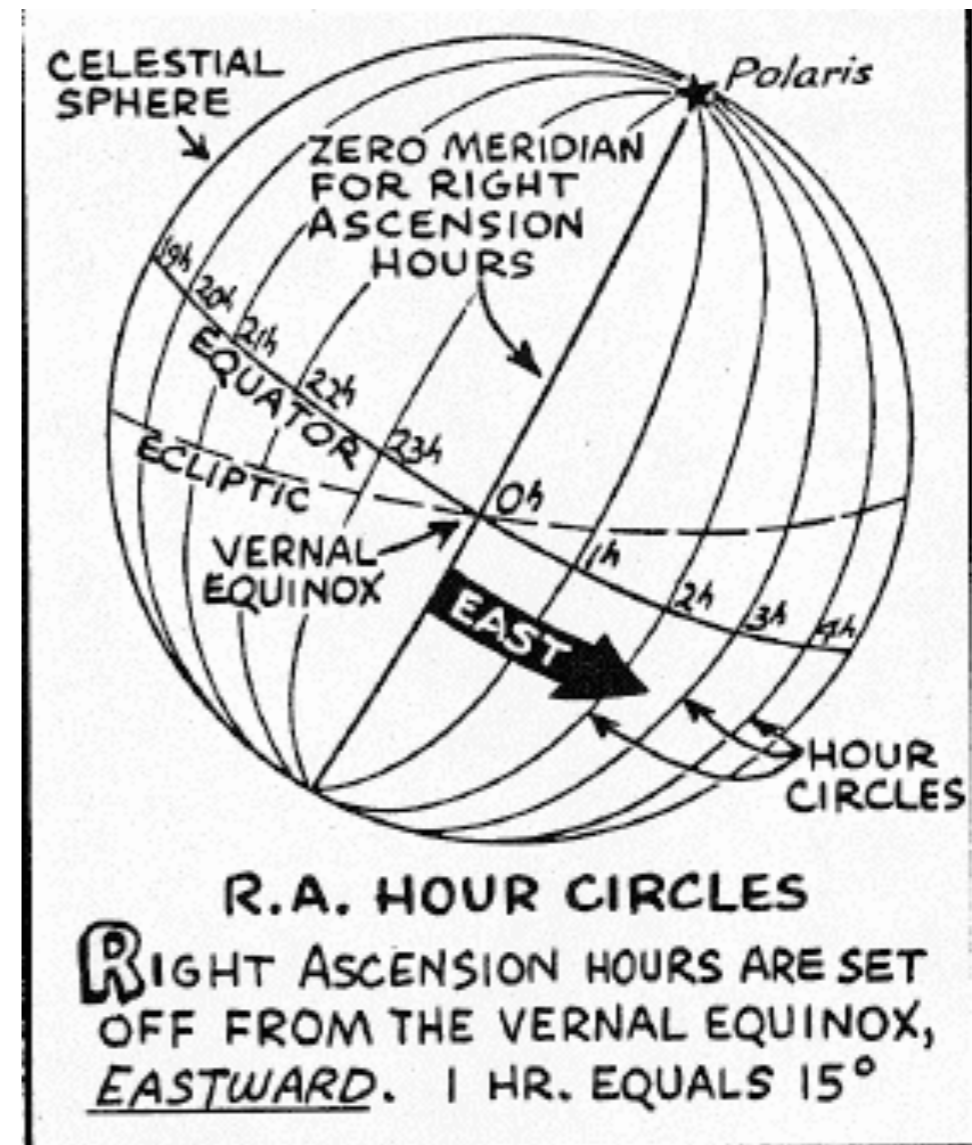 CELESTIAL
SPHERE
Polaris
ZERO MERIDIAN
FOR RIGHT
ASCENSION
HOURS
19h
20h
21h
22h
23h
0h
1h
2h
3h
4h
EQUATOR
ECLIPTIC
VERNAL
EQUINOX
EAST
HOUR
CIRCLES
R.A. HOUR CIRCLES
RIGHT ASCENSION HOURS ARE SET
OFF FROM THE VERNAL EQUINOX,
EASTWARD. 1 HR. EQUALS 15°